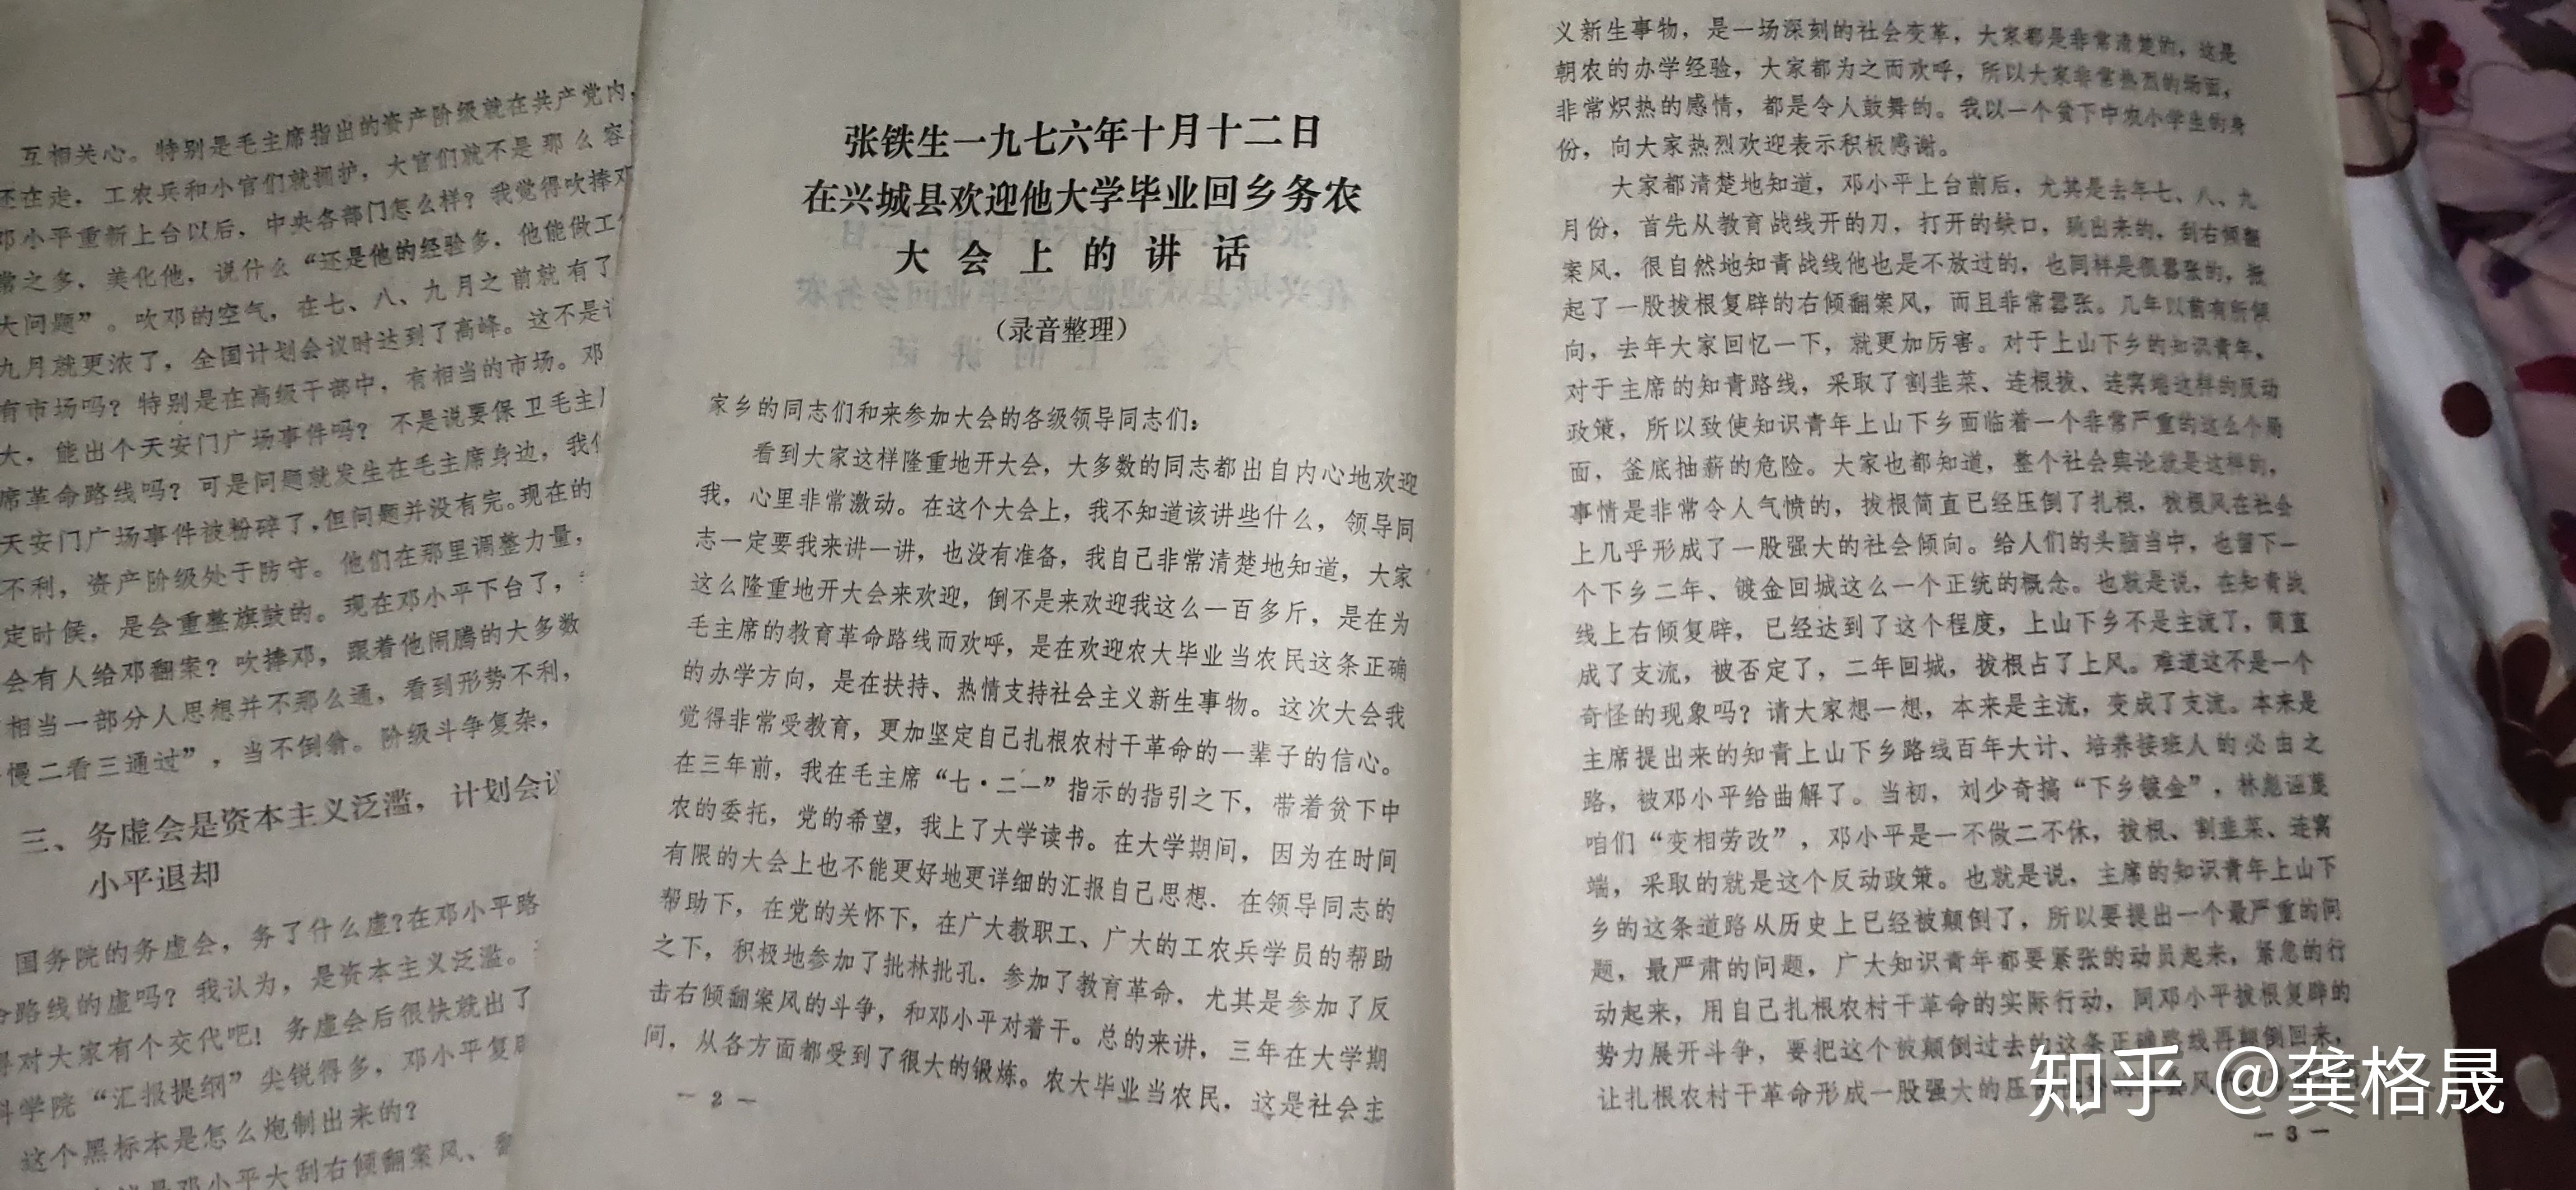 互相关心。特别是毛主席指出的资产阶级就在共产党内,
还在走,工农兵和小官们就拥护,大官们就不是那么容
邓小平重新上台以后,中央各部门怎么样?我觉得吹捧邓
常之多,美化他,说什么“还是他的经验多,他能做工
大问题”。吹邓的空气,在七、八、九月之前就有了
九月就更浓了,全国计划会议时达到了高峰。这不是
有市场吗?特别是在高级干部中,有相当的市场。邓
大,能出个天安门广场事件吗?不是说要保卫毛主
席革命路线吗?可是问题就发生在毛主席身边,我
天安门广场事件被粉碎了,但问题并没有完。现在的
不利,资产阶级处于防守。他们在那里调整力量,
定时候,是会重整旗鼓的。现在邓小平下台了,
会有人给邓翻案?吹捧邓,跟着他闹腾的大多数
相当一部分人思想并不那么通,看到形势不利,
慢二看三通过”,当不倒翁。阶级斗争复杂,
三、务虚会是资本主义泛滥,计划会议
小平退却
国务院的务虚会,务了什么虚?在邓小平路
路线的虚吗?我认为,是资本主义泛滥。
对大家有个交代吧!务虚会后很快就出了
科学院“汇报提纲”尖锐得多,邓小平复辟
这个黑标本是怎么炮制出来的?
邓小平大刮右倾翻案风、
张铁生一九七六年十月十二日
在兴城县欢迎他大学毕业回乡务农
大会上的讲话
(录音整理)
家乡的同志们和来参加大会的各级领导同志们:
看到大家这样隆重地开大会,大多数的同志都出自内心地欢迎
我,心里非常激动。在这个大会上,我不知道该讲些什么,领导同
志一定要我来讲一讲,也没有准备,我自己非常清楚地知道,大家
这么隆重地开大会来欢迎,倒不是来欢迎我这么一百多斤,是在为
毛主席的教育革命路线而欢呼,是在欢迎农大毕业当农民这条正确
的办学方向,是在扶持、热情支持社会主义新生事物。这次大会我
觉得非常受教育,更加坚定自己扎根农村干革命的一辈子的信心。
在三年前,我在毛主席“七·二一”指示的指引之下,带着贫下中
农的委托,党的希望,我上了大学读书。在大学期间,因为在时间
有限的大会上也不能更好地更详细的汇报自己思想.在领导同志的
帮助下,在党的关怀下,在广大教职工、广大的工农兵学员的帮助
之下,积极地参加了批林批孔.参加了教育革命,尤其是参加了反
击右倾翻案风的斗争,和邓小平对着干。总的来讲,三年在大学期
间,从各方面都受到了很大的锻炼。农大毕业当农民,这是社会主
— 2 —
义新生事物,是一场深刻的社会变革,大家都是非常清楚的,这是
朝农的办学经验,大家都为之而欢呼,所以大家非常热烈的场面,
非常炽热的感情,都是令人鼓舞的。我以一个贫下中农小学生的身
份,向大家热烈欢迎表示积极感谢。
大家都清楚地知道,邓小平上台前后,尤其是去年七、八、九
月份,首先从教育战线开的刀,打开的缺口,跳出来的,刮右倾翻
案风,很自然地知青战线他也是不放过的,也同样是很嚣张的,掀
起了一股拔根复辟的右倾翻案风,而且非常嚣张。几年以前有所倾
向,去年大家回忆一下,就更加厉害。对于上山下乡的知识青年,
对于主席的知青路线,采取了割韭菜、连根拔、连窝端这样的反动
政策,所以致使知识青年上山下乡面临着一个非常严重的这么个局
面,釜底抽薪的危险。大家也都知道,整个社会舆论就是这样的,
事情是非常令人气愤的,拔根简直已经压倒了扎根,拔根风在社会
上几乎形成了一股强大的社会倾向。给人们的头脑当中,也留下一
个下乡二年、镀金回城这么一个正统的概念。也就是说,在知青战
线上右倾复辟,已经达到了这个程度,上山下乡不是主流了,简直
成了支流,被否定了,二年回城,拔根占了上风。难道这不是一个
奇怪的现象吗?请大家想一想,本来是主流,变成了支流。本来是
主席提出来的知青上山下乡路线百年大计、培养接班人的必由之
路,被邓小平给曲解了。当初,刘少奇搞“下乡镀金”,林彪诬蔑
咱们“变相劳改”,邓小平是一不做二不休,拔根、割韭菜、连窝
端,采取的就是这个反动政策。也就是说,主席的知识青年上山下
乡的这条道路从历史上已经被颠倒了,所以要提出一个最严重的问
题,最严肃的问题,广大知识青年都要紧张的动员起来,紧急的行
动起来,用自己扎根农村干革命的实际行动,同邓小平拔根复辟的
势力展开斗争,要把这个被颠倒过去的这条正确路线再颠倒回来,
让扎根农村干革命形成一股强大的压
— 3 —
知乎 @龚格晟